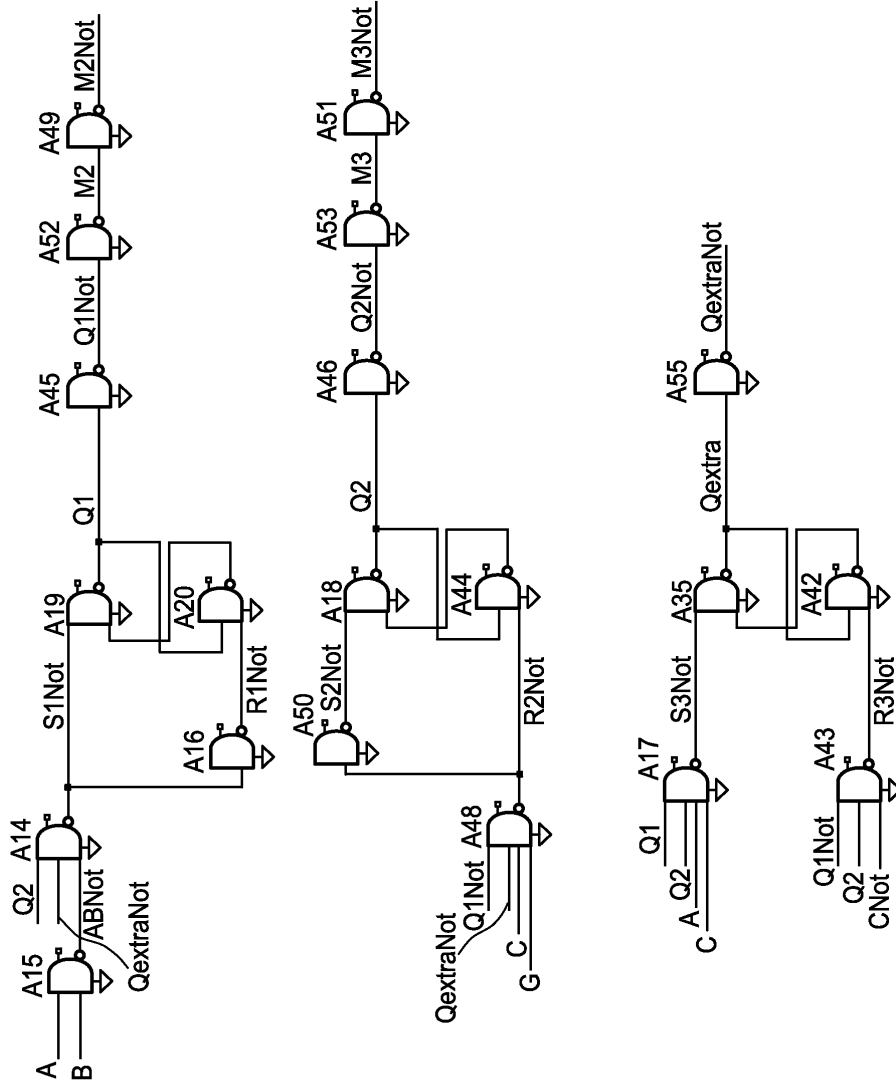 A
B
A15
ABNot
QextraNot
Q2
A14
S1Not
A16
R1Not
A19
A20
Q1
A45
Q1Not
A52
M2
A49
M2Not
G
C
QextraNot
Q1Not
A48
A50
S2Not
R2Not
A18
A44
Q2
A46
Q2Not
A53
M3
A51
M3Not
C
A
Q2
Q1
A17
S3Not
CNot
Q2
Q1Not
A43
R3Not
A35
A42
Qextra
A55
QextraNot